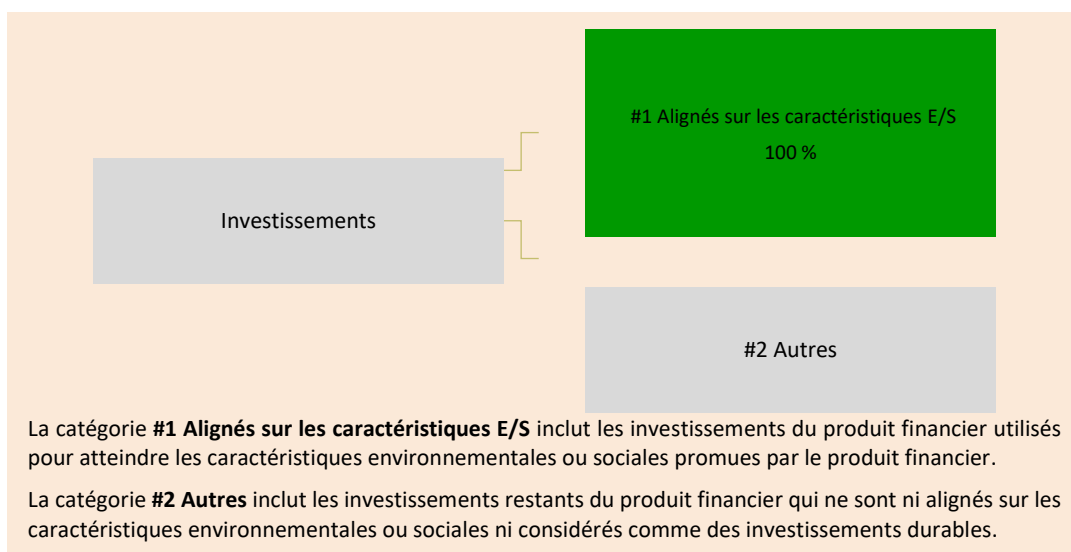 #1 Alignés sur les caractéristiques E/S
100 %
Investissements
#2 Autres
La catégorie #1 Alignés sur les caractéristiques E/S inclut les investissements du produit financier utilisés
pour atteindre les caractéristiques environnementales ou sociales promues par le produit financier.
La catégorie #2 Autres inclut les investissements restants du produit financier qui ne sont ni alignés sur les
caractéristiques environnementales ou sociales ni considérés comme des investissements durables.